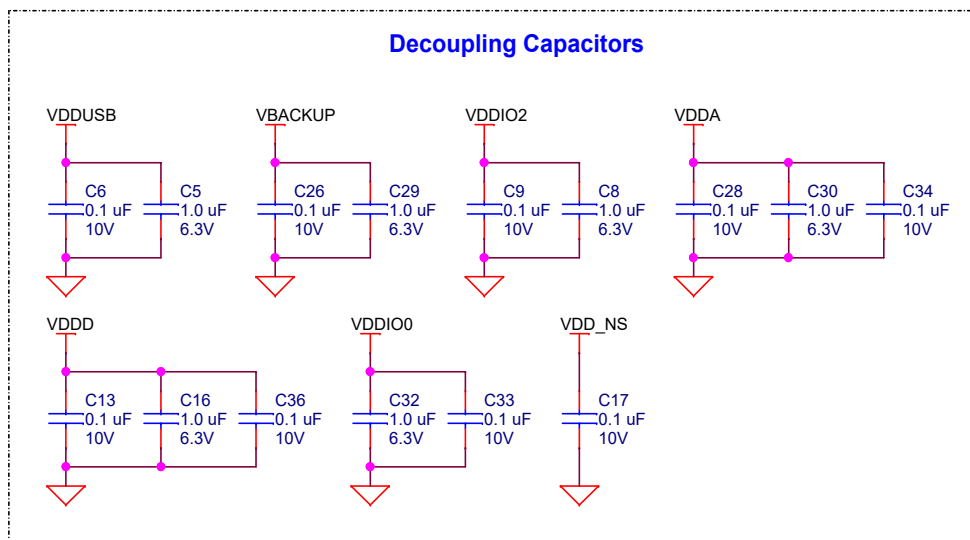 Decoupling Capacitors
VDDUSB
VBACKUP
VDDIO2
VDDA
C6
0.1 uF
10V
C5
1.0 uF
6.3V
C26
0.1 uF
10V
C29
1.0 uF
6.3V
C9
0.1 uF
10V
C8
1.0 uF
6.3V
C28
0.1 uF
10V
C30
1.0 uF
6.3V
C34
0.1 uF
10V
VDDD
VDDIO0
VDD_NS
C13
0.1 uF
10V
C16
1.0 uF
6.3V
C36
0.1 uF
10V
C32
1.0 uF
6.3V
C33
0.1 uF
10V
C17
0.1 uF
10V